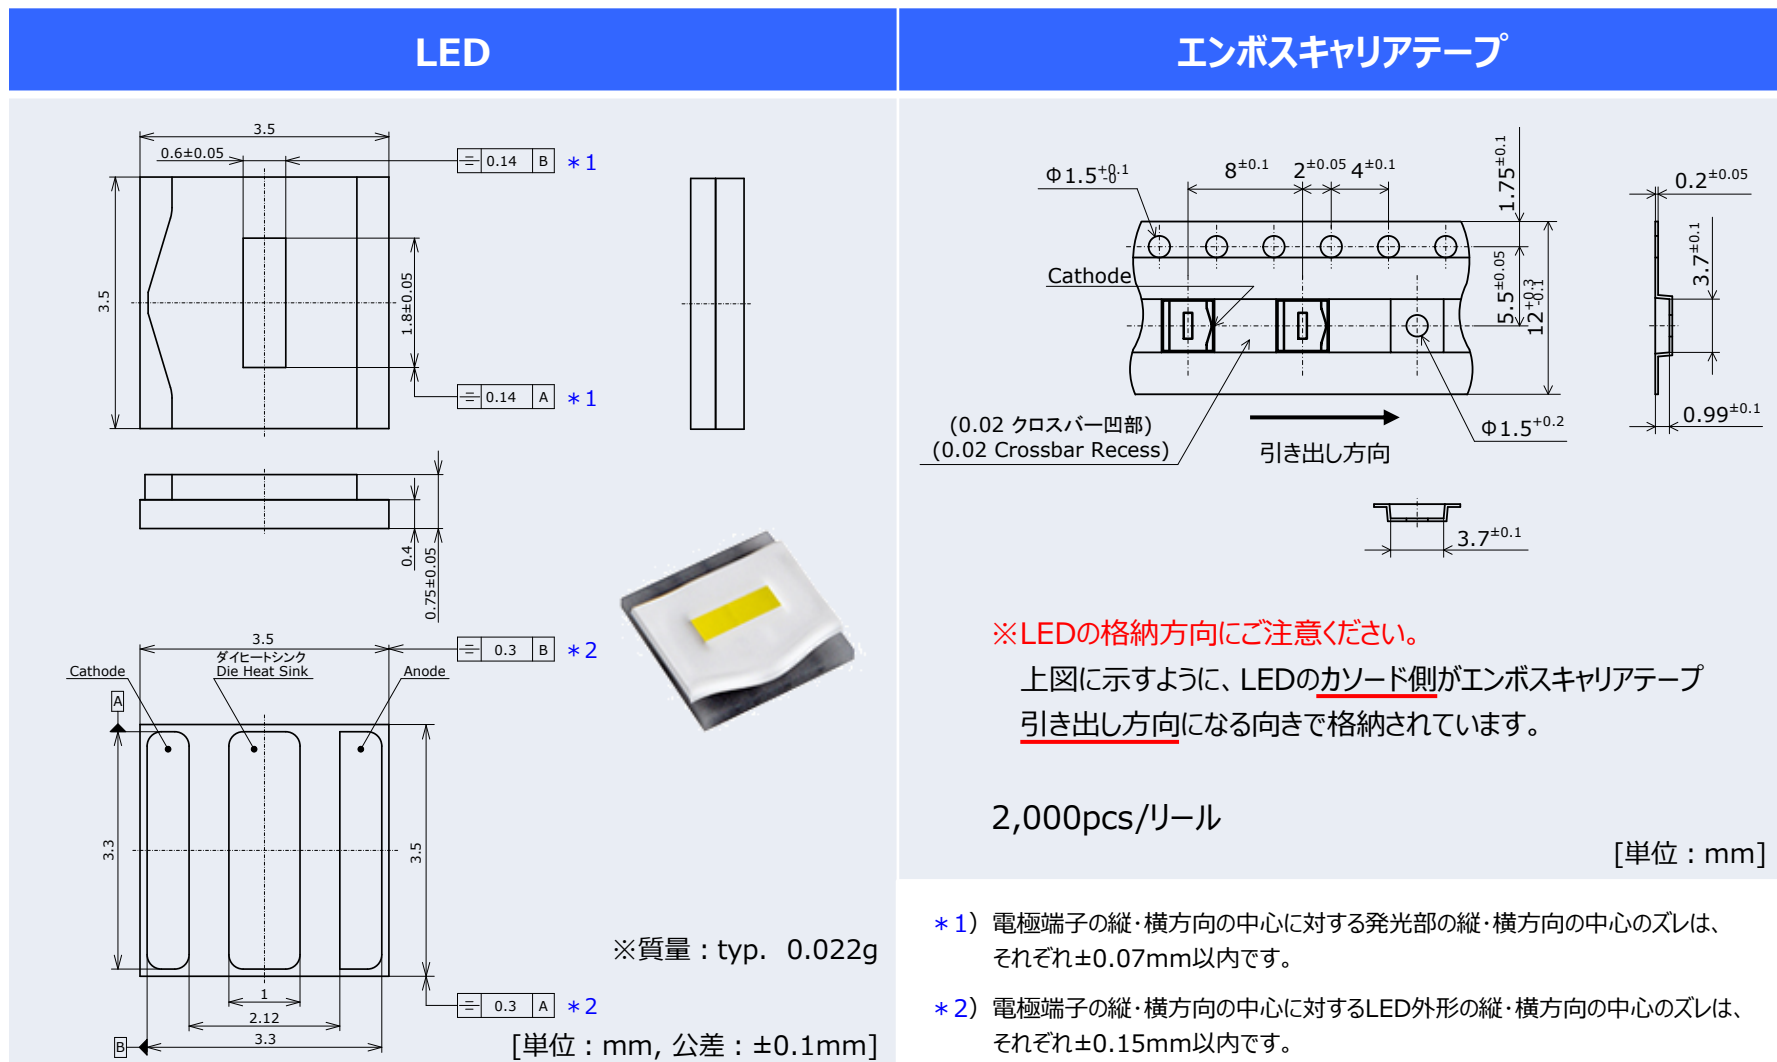 LED
エンボスキャリアテープ
3.5
0.6±0.05
0.14 B ＊1
3.5
1.8±0.05
0.14 A ＊1
0.4
0.75±0.05
3.5
0.3 B ＊2
Cathode
ダイヒートシンク
Die Heat Sink
Anode
A
3.3
3.5
1
2.12
3.3
B
0.3 A ＊2
※質量：typ. 0.022g
[単位：mm, 公差：±0.1mm]
Φ1.5+0.1 -0
8±0.1
2±0.05
4±0.1
1.75±0.1
0.2±0.05
Cathode
5.5±0.05
12+0.3 -0.1
3.7±0.1
(0.02 クロスバー凹部)
(0.02 Crossbar Recess)
引き出し方向
Φ1.5+0.2
0.99±0.1
3.7±0.1
※LEDの格納方向にご注意ください。
上図に示すように、LEDのカソード側がエンボスキャリアテープ
引き出し方向になる向きで格納されています。
2,000pcs/リール
[単位：mm]
＊1）電極端子の縦・横方向の中心に対する発光部の縦・横方向の中心のズレは、
それぞれ±0.07mm以内です。
＊2）電極端子の縦・横方向の中心に対するLED外形の縦・横方向の中心のズレは、
それぞれ±0.15mm以内です。